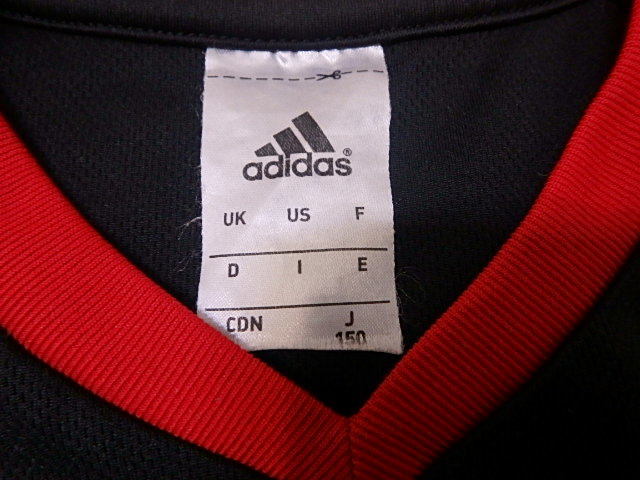 adidas®
UK US F
D I E
CDN J
150